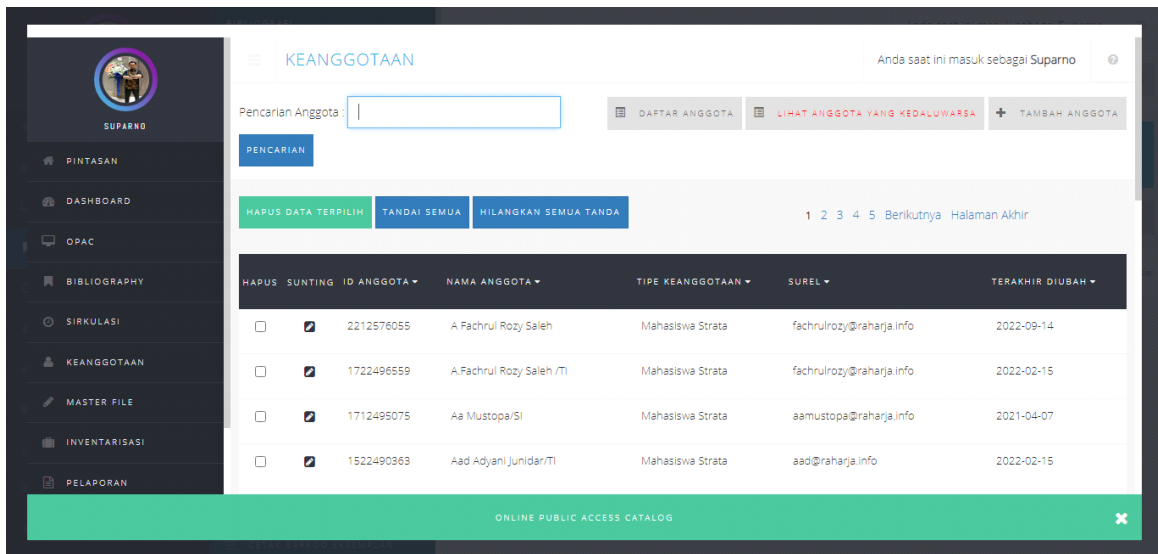 SUPARNO
PINTASAN
DASHBOARD
OPAC
BIBLIOGRAPHY
SIRKULASI
KEANGGOTAAN
MASTER FILE
INVENTARISASI
PELAPORAN
KEANGGOTAAN
Anda saat ini masuk sebagai Suparno
Pencarian Anggota :
DAFTAR ANGGOTA LIHAT ANGGOTA YANG KEDALUWARSA TAMBAH ANGGOTA
PENCARIAN
HAPUS DATA TERPILIH TANDAI SEMUA HILANGKAN SEMUA TANDA
1 2 3 4 5 Berikutnya Halaman Akhir
HAPUS SUNTING ID ANGGOTA NAMA ANGGOTA TIPE KEANGGOTAAN SUREL TERAKHIR DIUBAH
2212576055 A Fachrul Rozy Saleh Mahasiswa Strata fachrulrozy@raharja.info 2022-09-14
1722496559 A.Fachrul Rozy Saleh /TI Mahasiswa Strata fachrulrozy@raharja.info 2022-02-15
1712495075 Aa Mustopa/SI Mahasiswa Strata aamustopa@raharja.info 2021-04-07
1522490363 Aad Adyani Junidar/TI Mahasiswa Strata aad@raharja.info 2022-02-15
ONLINE PUBLIC ACCESS CATALOG